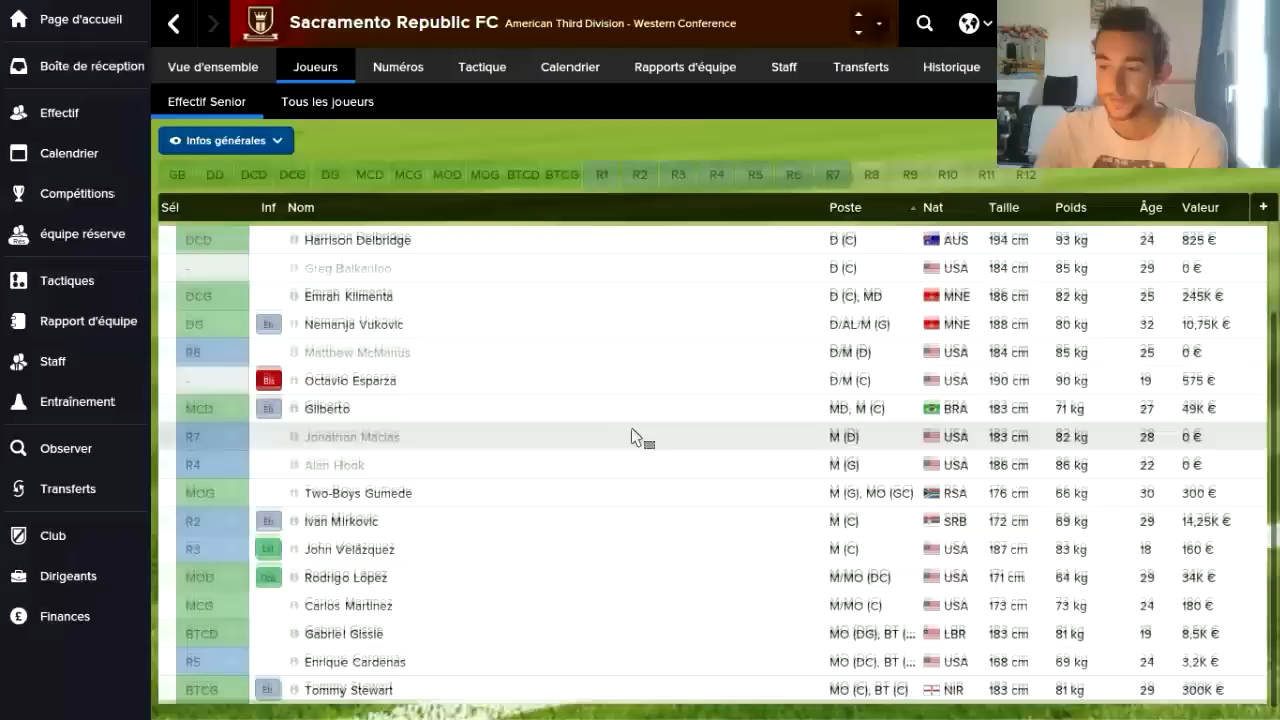 Page d'accueil
Sacramento Republic FC American Third Division - Western Conference
Boîte de réception
Vue d'ensemble Joueurs Numéros Tactique Calendrier Rapports d'équipe Staff Transferts Historique
Effectif Senior Tous les joueurs
Effectif
Infos générales
Calendrier
GB DD DCD DCG DG MCD MCG MOD MOG BTCD BTCG R1 R2 R3 R4 R5 R6 R7 R8 R9 R10 R11 R12
Compétitions
Sél Inf Nom Poste Nat Taille Poids Âge Valeur +
équipe réserve
DCD Harrison Delbridge D (C) AUS 194 cm 93 kg 24 825 €
- D (C) USA 184 cm 85 kg 29 0 €
Tactiques
DCG Emrah Klimenta D (C), MD MNE 186 cm 82 kg 25 245K €
Rapport d'équipe
DG Nemanja Vukovic D/AL/M (G) MNE 188 cm 80 kg 32 10,75K €
R6 Matthew McManus D/M (D) USA 184 cm 85 kg 25 0 €
Staff
- Octavio Esparza D/M (C) USA 190 cm 90 kg 19 575 €
Entraînement
MCD Gilberto MD, M (C) BRA 183 cm 71 kg 27 49K €
R7 Jonathan Macias M (D) USA 183 cm 82 kg 28 0 €
Observer
R4 Alan Hook M (G) USA 186 cm 86 kg 22 0 €
Transferts
MOG Two-Boys Gumede M (G), MO (GC) RSA 176 cm 66 kg 30 300 €
R2 Ivan Mirkovic M (C) SRB 172 cm 69 kg 29 14,25K €
Club
R3 John Velázquez M (C) USA 187 cm 83 kg 18 160 €
Dirigeants
MOD Rodrigo López M/MO (DC) USA 171 cm 64 kg 29 34K €
MCG Carlos Martínez M/MO (C) USA 173 cm 73 kg 24 180 €
Finances
BTCD Gabriel Gissie MO (DG), BT (... LBR 183 cm 81 kg 19 8,5K €
R5 Enrique Cardenas MO (DC), BT (... USA 168 cm 69 kg 24 3,2K €
BTCG Tommy Stewart MO (C), BT (C) NIR 183 cm 81 kg 29 300K €